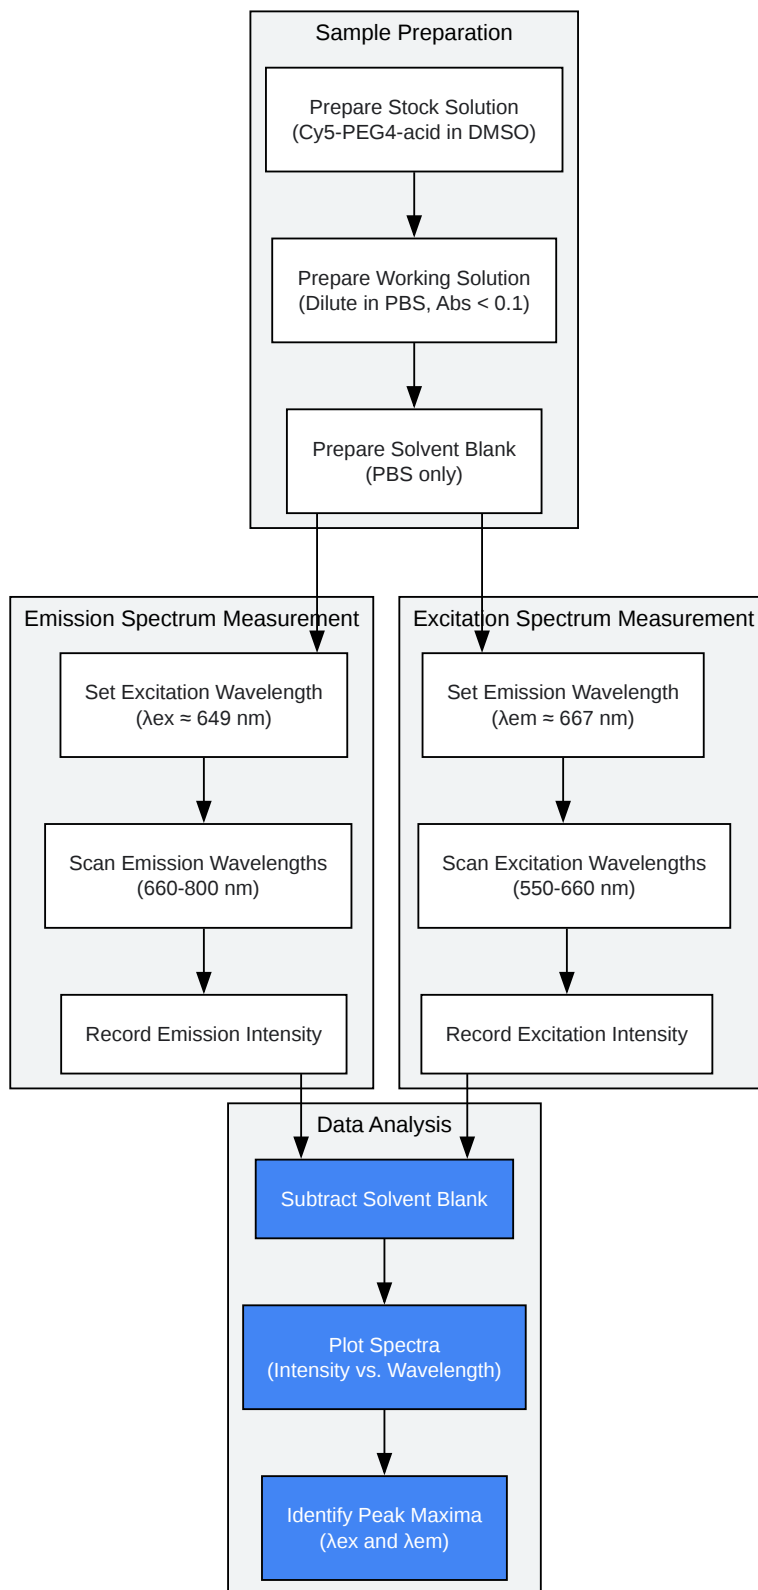 Sample Preparation
Prepare Stock Solution
(Cy5-PEG4-acid in DMSO)
Prepare Working Solution
(Dilute in PBS, Abs < 0.1)
Prepare Solvent Blank
(PBS only)
Emission Spectrum Measurement
Set Excitation Wavelength
(λex ≈ 649 nm)
Scan Emission Wavelengths
(660-800 nm)
Record Emission Intensity
Excitation Spectrum Measurement
Set Emission Wavelength
(λem ≈ 667 nm)
Scan Excitation Wavelengths
(550-660 nm)
Record Excitation Intensity
Data Analysis
Subtract Solvent Blank
Plot Spectra
(Intensity vs. Wavelength)
Identify Peak Maxima
(λex and λem)